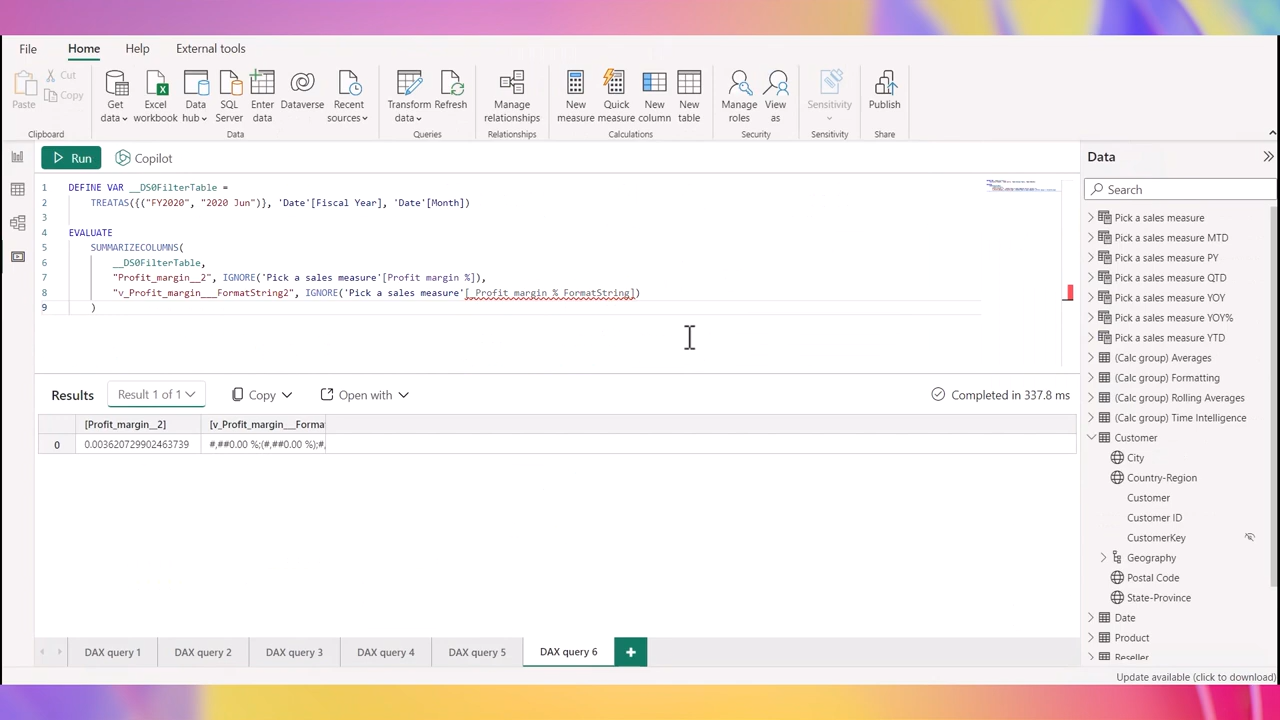 File Home Help External tools
Paste
Cut
Copy
Get data
Excel workbook
Data hub
SQL Server
Enter data
Dataverse
Recent sources
Transform data
Refresh
Manage relationships
New measure
Quick measure
New column
New table
Manage roles
View as
Sensitivity
Publish
Clipboard Data Queries Relationships Calculations Security Sensitivity Share
Run Copilot
1 DEFINE VAR __DS0FilterTable =
2 TREATAS({("FY2020", "2020 Jun")}, 'Date'[Fiscal Year], 'Date'[Month])
3
4 EVALUATE
5 SUMMARIZECOLUMNS(
6 __DS0FilterTable,
7 "Profit_margin__2", IGNORE('Pick a sales measure'[Profit margin %]),
8 "v_Profit_margin___FormatString2", IGNORE('Pick a sales measure'[_Profit margin % FormatString])
9 )
Results Result 1 of 1 Copy Open with Completed in 337.8 ms
[Profit_margin__2] [v_Profit_margin___Forma
0 0.003620729902463739 #,##0.00 %;(#,##0.00 %);#,
DAX query 1 DAX query 2 DAX query 3 DAX query 4 DAX query 5 DAX query 6
Data
Search
Pick a sales measure
Pick a sales measure MTD
Pick a sales measure PY
Pick a sales measure QTD
Pick a sales measure YOY
Pick a sales measure YOY%
Pick a sales measure YTD
(Calc group) Averages
(Calc group) Formatting
(Calc group) Rolling Averages
(Calc group) Time Intelligence
Customer
City
Country-Region
Customer
Customer ID
CustomerKey
Geography
Postal Code
State-Province
Date
Product
Reseller
Update available (click to download)